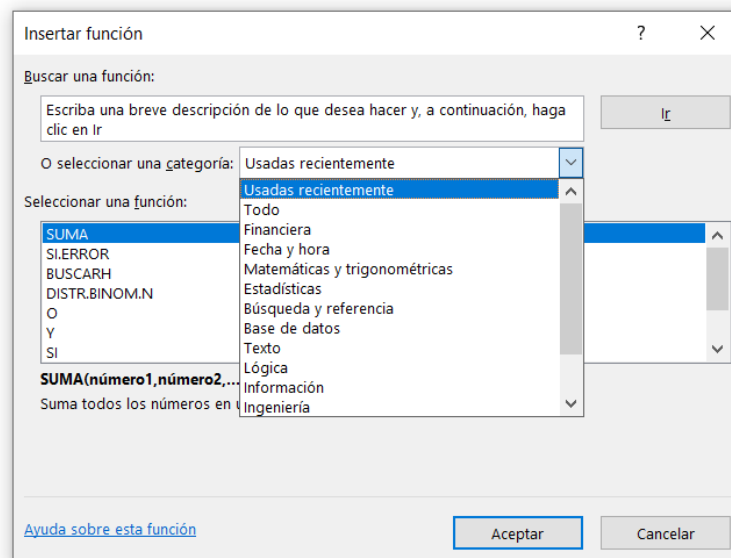 Insertar función
?
Buscar una función:
Escriba una breve descripción de lo que desea hacer y, a continuación, haga
clic en Ir
Ir
O seleccionar una categoría:
Usadas recientemente
Usadas recientemente
Todo
Financiera
Fecha y hora
Matemáticas y trigonométricas
Estadísticas
Búsqueda y referencia
Base de datos
Texto
Lógica
Información
Ingeniería
Seleccionar una función:
SUMA
SI.ERROR
BUSCARH
DISTR.BINOM.N
O
Y
SI
SUMA(número1,número2,...
Suma todos los números en
Ayuda sobre esta función
Aceptar
Cancelar